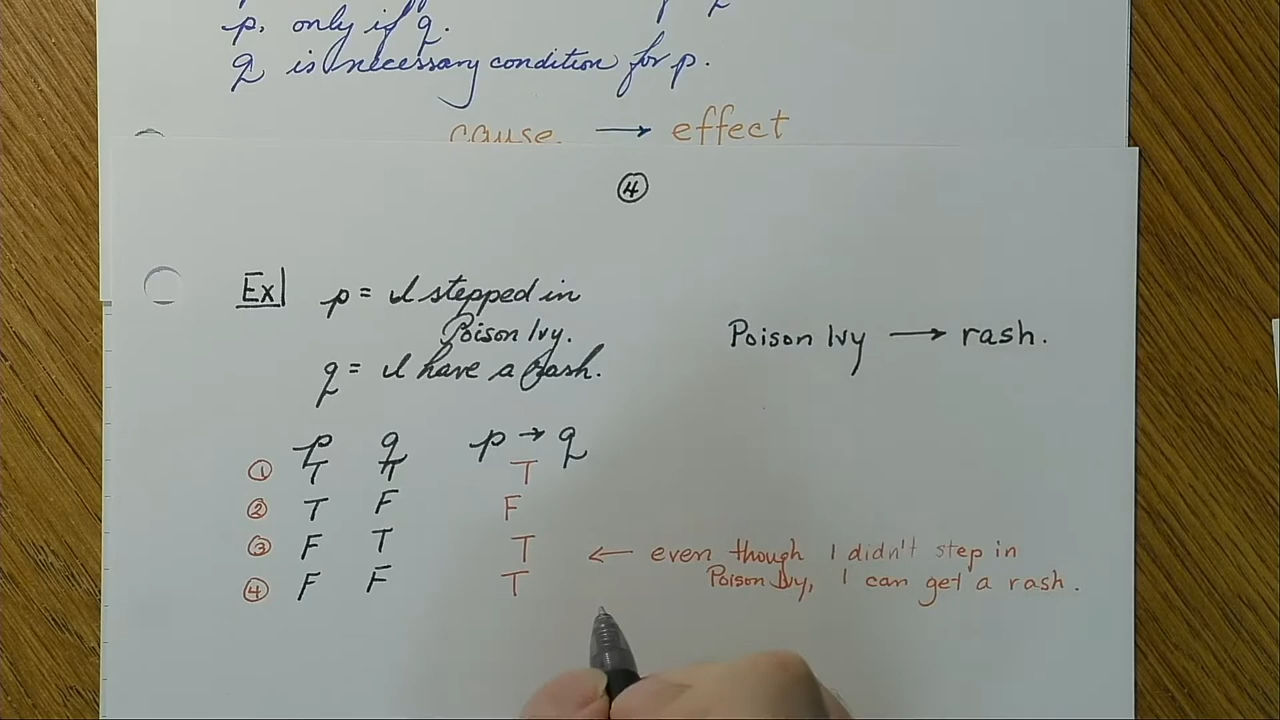 p, only if q.
q is necessary condition for p.
cause → effect
④
Ex| p = I stepped in
Poison Ivy.
Poison Ivy → rash.
q = I have a rash.
p q p → q
① T T T
② T F F
③ F T T ← even though I didn't step in
Poison Ivy, I can get a rash.
④ F F T